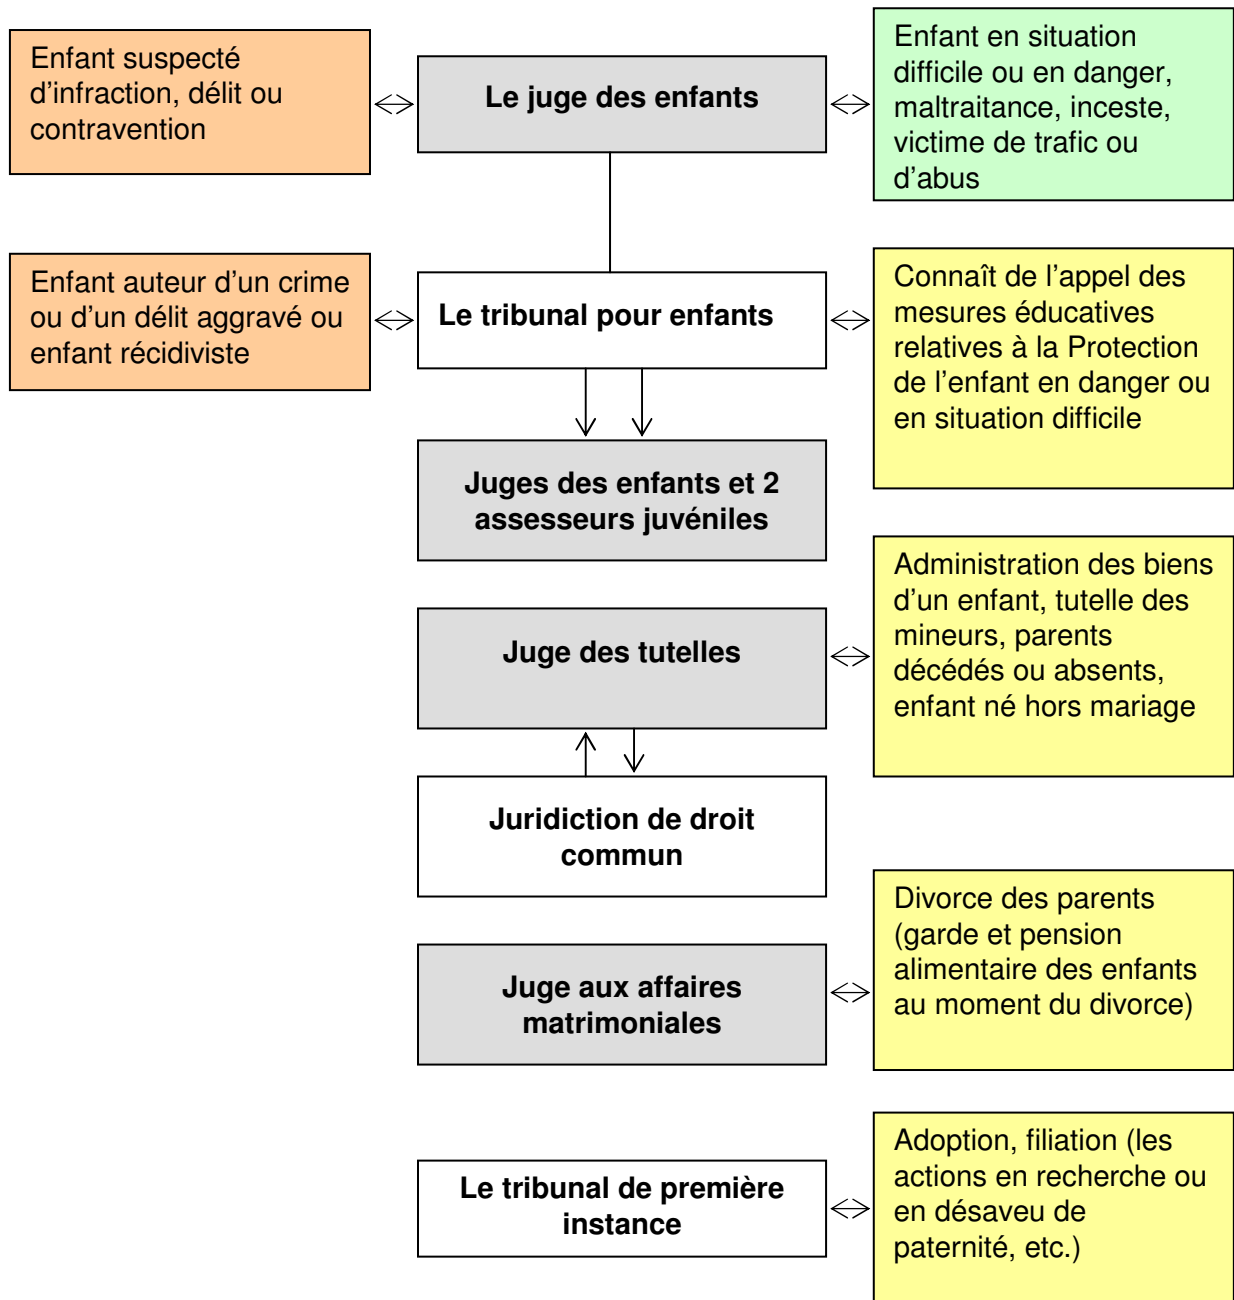 Enfant suspecté
d'infraction, délit ou
contravention
Le juge des enfants
Enfant en situation
difficile ou en danger,
maltraitance, inceste,
victime de trafic ou
d'abus
Enfant auteur d'un crime
ou d'un délit aggravé ou
enfant récidiviste
Le tribunal pour enfants
Connaît de l'appel des
mesures éducatives
relatives à la Protection
de l'enfant en danger ou
en situation difficile
Juges des enfants et 2
assesseurs juvéniles
Juge des tutelles
Administration des biens
d'un enfant, tutelle des
mineurs, parents
décédés ou absents,
enfant né hors mariage
Juridiction de droit
commun
Juge aux affaires
matrimoniales
Divorce des parents
(garde et pension
alimentaire des enfants
au moment du divorce)
Le tribunal de première
instance
Adoption, filiation (les
actions en recherche ou
en désaveu de
paternité, etc.)